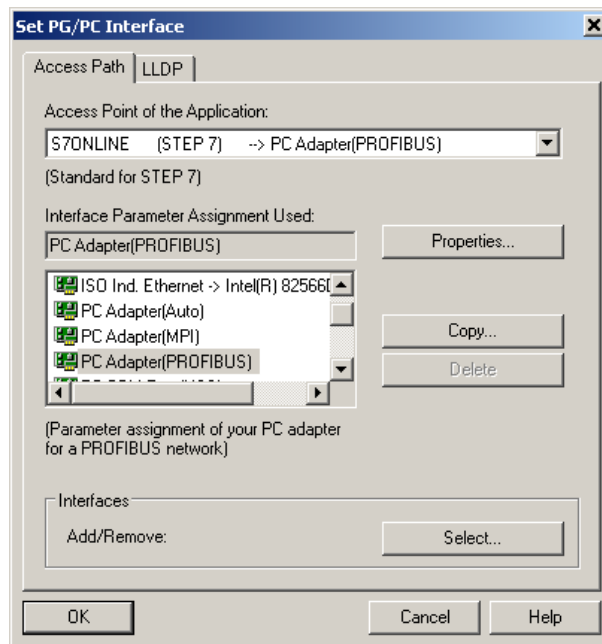 Set PG/PC Interface
Access Path
LLDP
Access Point of the Application:
S7ONLINE (STEP 7) --> PC Adapter(PROFIBUS)
(Standard for STEP 7)
Interface Parameter Assignment Used:
PC Adapter(PROFIBUS)
Properties...
ISO Ind. Ethernet -> Intel(R) 82566D
PC Adapter(Auto)
PC Adapter(MPI)
PC Adapter(PROFIBUS)
Copy...
Delete
(Parameter assignment of your PC adapter
for a PROFIBUS network)
Interfaces
Add/Remove:
Select...
OK
Cancel
Help